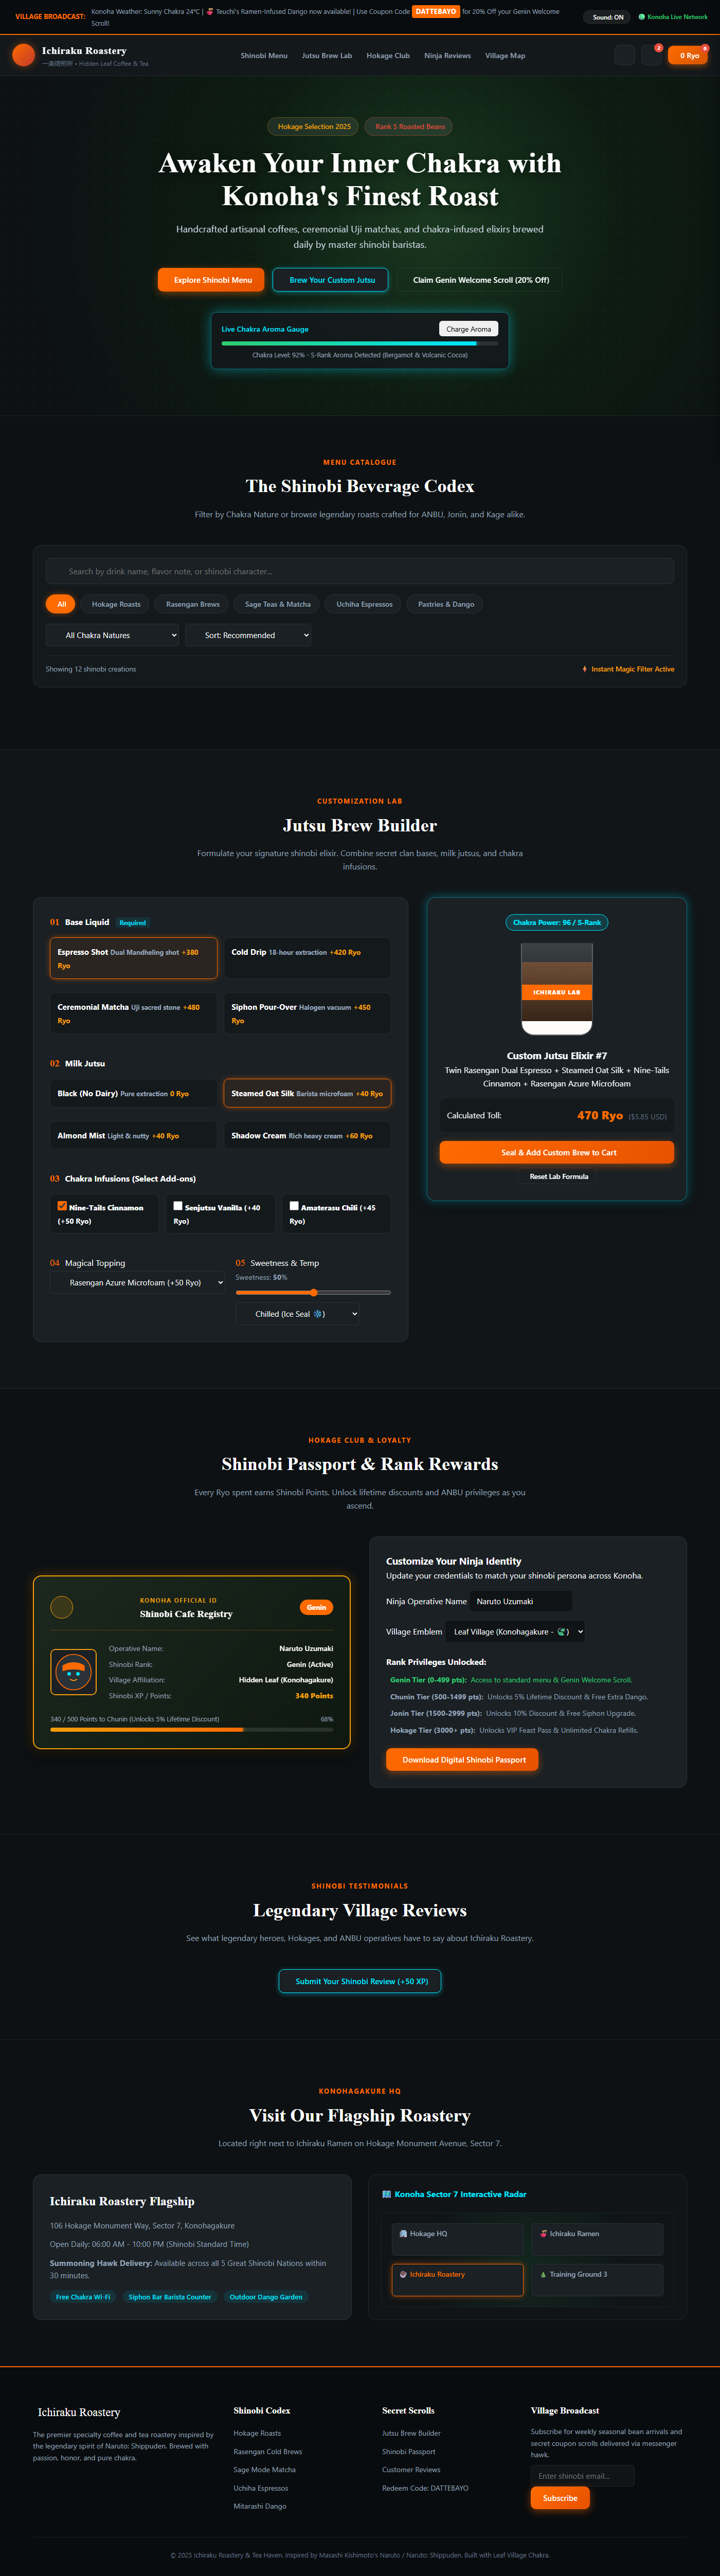 VILLAGE BROADCAST:
Konoha Weather: Sunny Chakra 24°C | 🍜 Teuchi's Ramen-Infused Dango now available! | Use Coupon Code DATTEBAYO for 20% Off your Genin Welcome
Scroll!
Sound: ON
Konoha Live Network
Ichiraku Roastery
• Hidden Leaf Coffee & Tea
Shinobi Menu
Jutsu Brew Lab
Hokage Club
Ninja Reviews
Village Map
2
0 Ryo
0
Hokage Selection 2025
Rank S Roasted Beans
Awaken Your Inner Chakra with
Konoha's Finest Roast
Handcrafted artisanal coffees, ceremonial Uji matchas, and chakra-infused elixirs brewed
daily by master shinobi baristas.
Explore Shinobi Menu
Brew Your Custom Jutsu
Claim Genin Welcome Scroll (20% Off)
Live Chakra Aroma Gauge
Charge Aroma
Chakra Level: 92% - S-Rank Aroma Detected (Bergamot & Volcanic Cocoa)
MENU CATALOGUE
The Shinobi Beverage Codex
Filter by Chakra Nature or browse legendary roasts crafted for ANBU, Jonin, and Kage alike.
Search by drink name, flavor note, or shinobi character...
All
Hokage Roasts
Rasengan Brews
Sage Teas & Matcha
Uchiha Espressos
Pastries & Dango
All Chakra Natures
Sort: Recommended
Showing 12 shinobi creations
Instant Magic Filter Active
CUSTOMIZATION LAB
Jutsu Brew Builder
Formulate your signature shinobi elixir. Combine secret clan bases, milk jutsus, and chakra
infusions.
01 Base Liquid Required
Espresso Shot Dual Mandheling shot +380
Ryo
Cold Drip 18-hour extraction +420 Ryo
Ceremonial Matcha Uji sacred stone +480
Ryo
Siphon Pour-Over Halogen vacuum +450
Ryo
02 Milk Jutsu
Black (No Dairy) Pure extraction 0 Ryo
Steamed Oat Silk Barista microfoam +40 Ryo
Almond Mist Light & nutty +40 Ryo
Shadow Cream Rich heavy cream +60 Ryo
03 Chakra Infusions (Select Add-ons)
Nine-Tails Cinnamon
(+50 Ryo)
Senjutsu Vanilla (+40
Ryo)
Amaterasu Chili (+45
Ryo)
04 Magical Topping
Rasengan Azure Microfoam (+50 Ryo)
05 Sweetness & Temp
Sweetness: 50%
Chilled (Ice Seal ❄️)
Chakra Power: 96 / S-Rank
ICHIRAKU LAB
Custom Jutsu Elixir #7
Twin Rasengan Dual Espresso + Steamed Oat Silk + Nine-Tails
Cinnamon + Rasengan Azure Microfoam
Calculated Toll:
470 Ryo ($5.85 USD)
Seal & Add Custom Brew to Cart
Reset Lab Formula
HOKAGE CLUB & LOYALTY
Shinobi Passport & Rank Rewards
Every Ryo spent earns Shinobi Points. Unlock lifetime discounts and ANBU privileges as you
ascend.
KONOHA OFFICIAL ID
Shinobi Cafe Registry
Genin
Operative Name:
Naruto Uzumaki
Shinobi Rank:
Genin (Active)
Village Affiliation:
Hidden Leaf (Konohagakure)
Shinobi XP / Points:
340 Points
340 / 500 Points to Chunin (Unlocks 5% Lifetime Discount)
68%
Customize Your Ninja Identity
Update your credentials to match your shinobi persona across Konoha.
Ninja Operative Name
Naruto Uzumaki
Village Emblem
Leaf Village (Konohagakure - 🍃)
Rank Privileges Unlocked:
Genin Tier (0-499 pts): Access to standard menu & Genin Welcome Scroll.
Chunin Tier (500-1499 pts): Unlocks 5% Lifetime Discount & Free Extra Dango.
Jonin Tier (1500-2999 pts): Unlocks 10% Discount & Free Siphon Upgrade.
Hokage Tier (3000+ pts): Unlocks VIP Feast Pass & Unlimited Chakra Refills.
Download Digital Shinobi Passport
SHINOBI TESTIMONIALS
Legendary Village Reviews
See what legendary heroes, Hokages, and ANBU operatives have to say about Ichiraku Roastery.
Submit Your Shinobi Review (+50 XP)
KONOHAGAKURE HQ
Visit Our Flagship Roastery
Located right next to Ichiraku Ramen on Hokage Monument Avenue, Sector 7.
Ichiraku Roastery Flagship
106 Hokage Monument Way, Sector 7, Konohagakure
Open Daily: 06:00 AM - 10:00 PM (Shinobi Standard Time)
Summoning Hawk Delivery: Available across all 5 Great Shinobi Nations within
30 minutes.
Free Chakra Wi-Fi
Siphon Bar Barista Counter
Outdoor Dango Garden
Konoha Sector 7 Interactive Radar
Hokage HQ
Ichiraku Ramen
Ichiraku Roastery
Training Ground 3
Ichiraku Roastery
The premier specialty coffee and tea roastery inspired by
the legendary spirit of Naruto: Shippuden. Brewed with
passion, honor, and pure chakra.
Shinobi Codex
Hokage Roasts
Rasengan Cold Brews
Sage Mode Matcha
Uchiha Espressos
Mitarashi Dango
Secret Scrolls
Jutsu Brew Builder
Shinobi Passport
Customer Reviews
Redeem Code: DATTEBAYO
Village Broadcast
Subscribe for weekly seasonal bean arrivals and
secret coupon scrolls delivered via messenger
hawk.
Enter shinobi email...
Subscribe
© 2025 Ichiraku Roastery & Tea Haven. Inspired by Masashi Kishimoto's Naruto / Naruto: Shippuden. Built with Leaf Village Chakra.